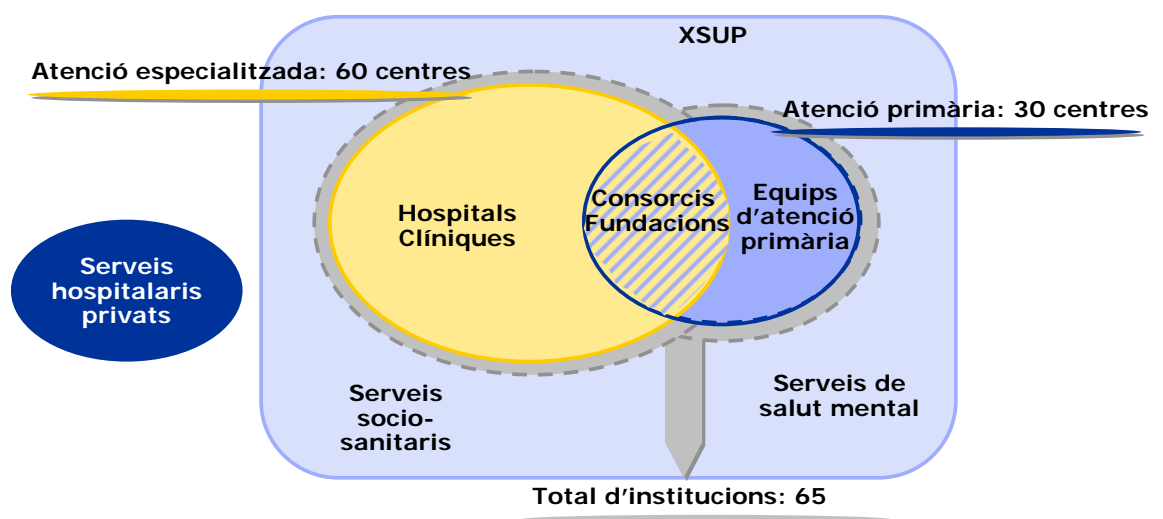 XSUP
Atenció especialitzada: 60 centres
Atenció primària: 30 centres
Hospitals
Clíniques
Consorcis
Fundacions
Equips
d'atenció
primària
Serveis
hospitalaris
privats
Serveis
socio-
sanitaris
Serveis de
salut mental
Total d'institucions: 65